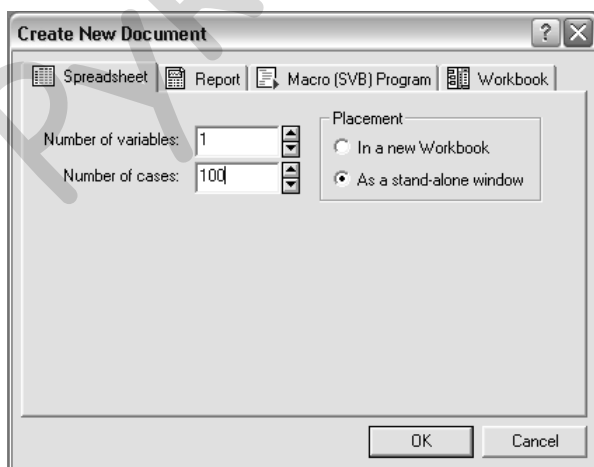 Create New Document
Spreadsheet Report Macro (SVB) Program Workbook
Number of variables: 1
Number of cases: 100
Placement
In a new Workbook
As a stand-alone window
OK Cancel